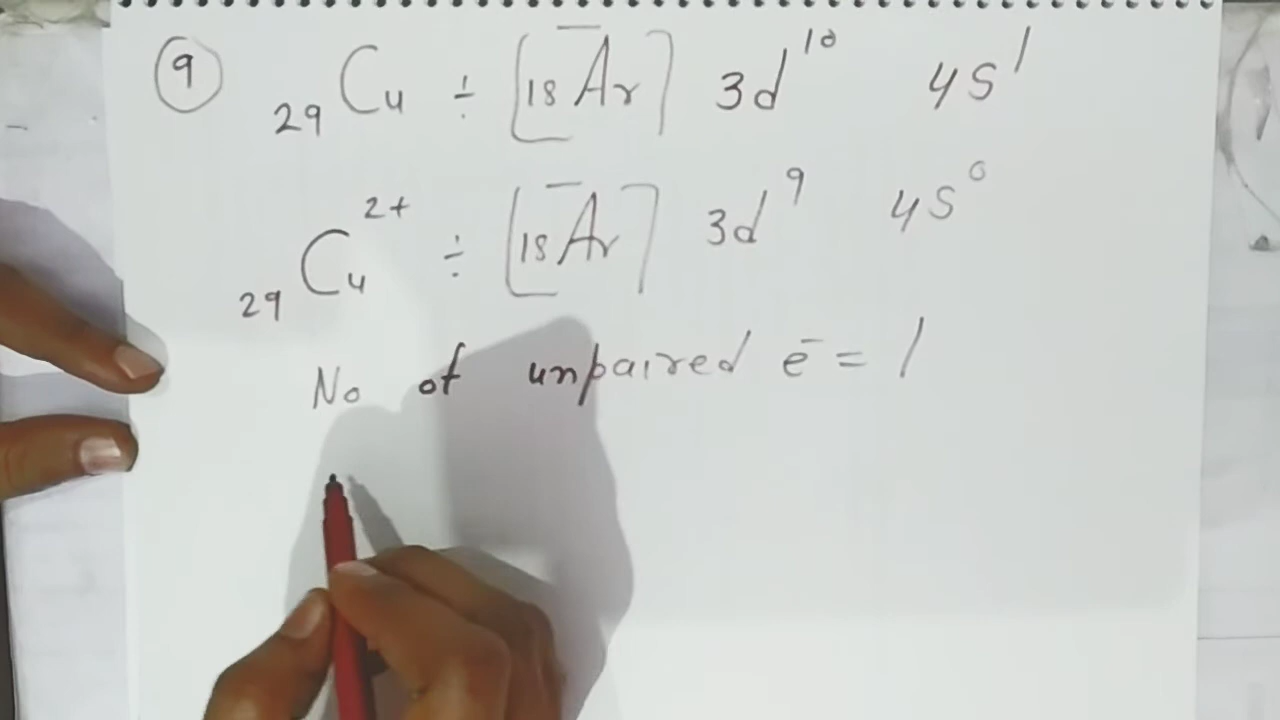 9 29Cu ÷ [18Ar] 3d10 4s1
29Cu2+ ÷ [18Ar] 3d9 4s0
No of unpaired e- = 1